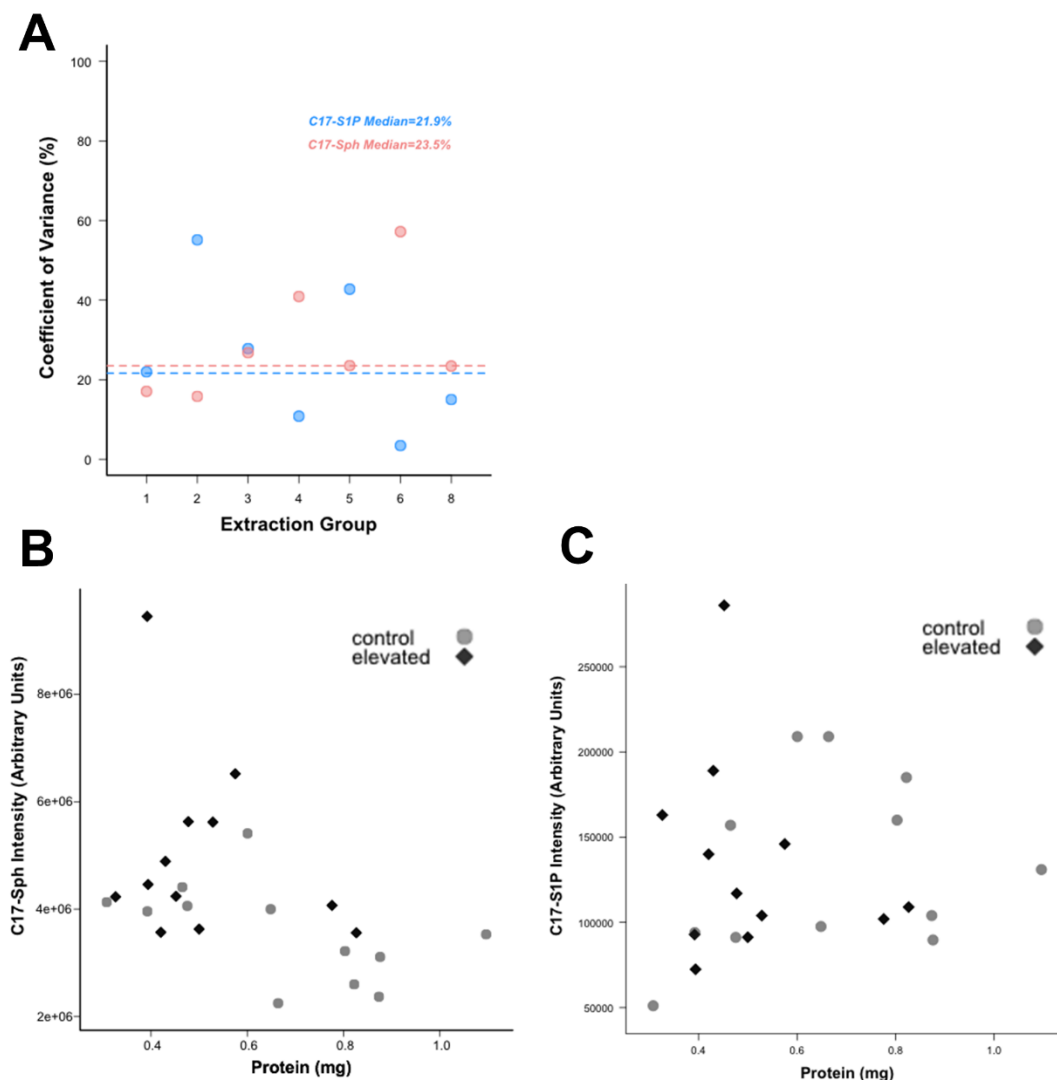 A
Coefficient of Variance (%)
100
80
60
40
20
0
C17-S1P Median=21.9%
C17-Sph Median=23.5%
1 2 3 4 5 6 8
Extraction Group
B
C17-Sph Intensity (Arbitrary Units)
8e+06
6e+06
4e+06
2e+06
control
elevated
0.4 0.6 0.8 1.0
Protein (mg)
C
C17-S1P Intensity (Arbitrary Units)
250000
200000
150000
100000
50000
control
elevated
0.4 0.6 0.8 1.0
Protein (mg)